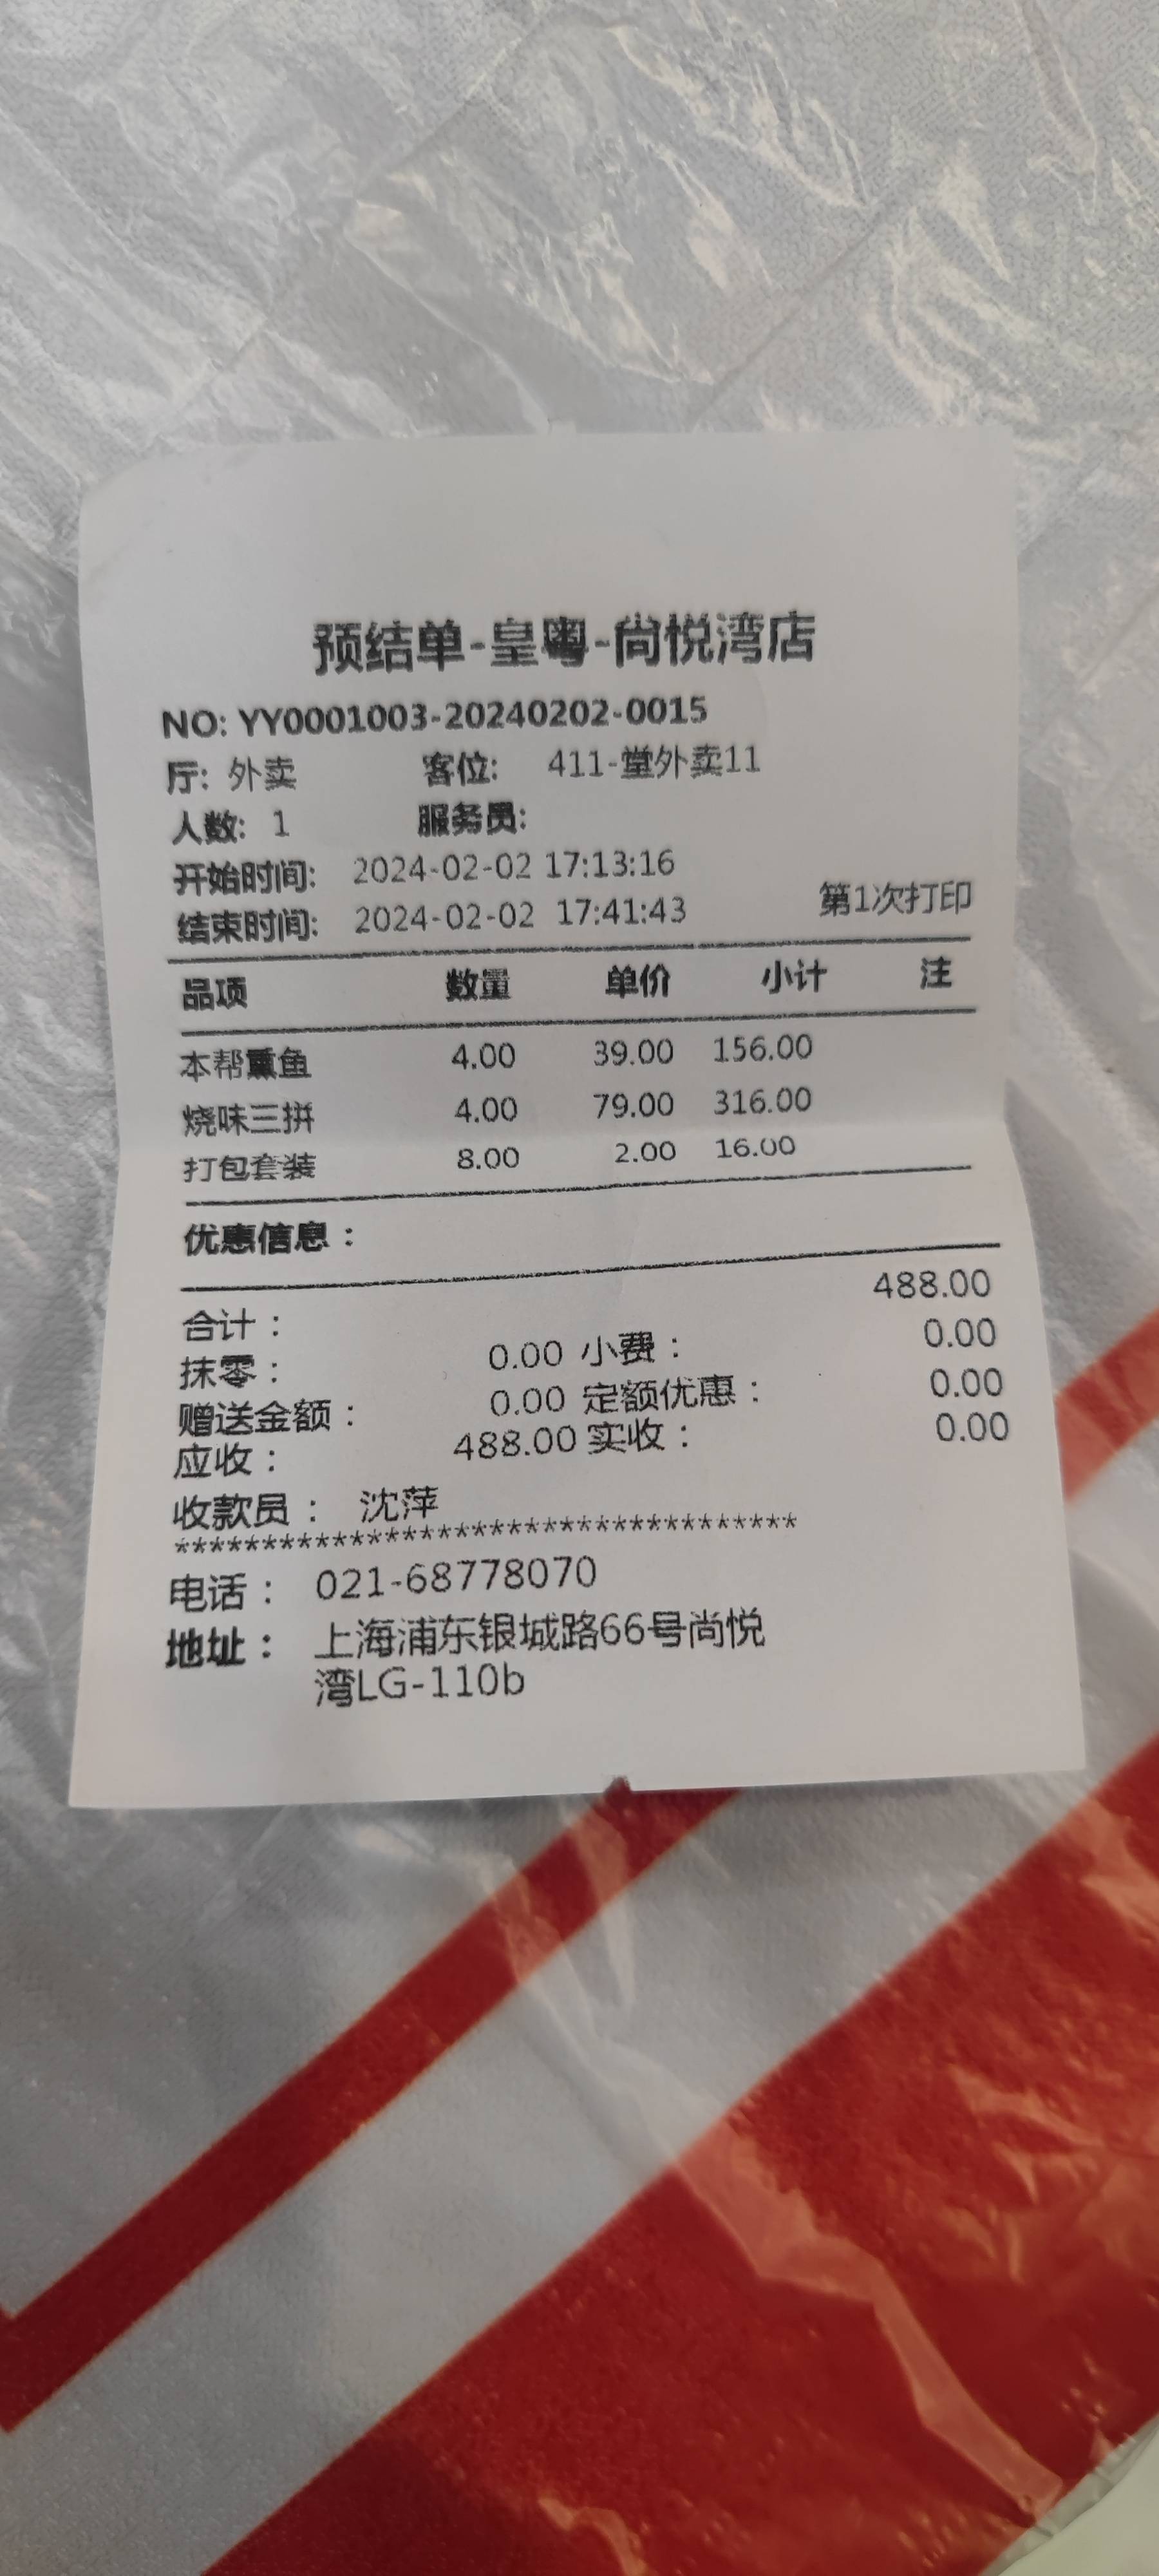 预结单-皇粤-尚悦湾店
NO: YY0001003-20240202-0015
厅: 外卖 客位: 411-堂外卖11
人数: 1 服务员:
开始时间: 2024-02-02 17:13:16
结束时间: 2024-02-02 17:41:43 第1次打印
品项 数量 单价 小计 注
本帮熏鱼 4.00 39.00 156.00
烧味三拼 4.00 79.00 316.00
打包套装 8.00 2.00 16.00
优惠信息：
合计： 488.00
抹零： 0.00 小费： 0.00
赠送金额： 0.00 定额优惠： 0.00
应收： 488.00 实收： 0.00
收款员： 沈萍
************************************
电话： 021-68778070
地址： 上海浦东银城路66号尚悦
湾LG-110b